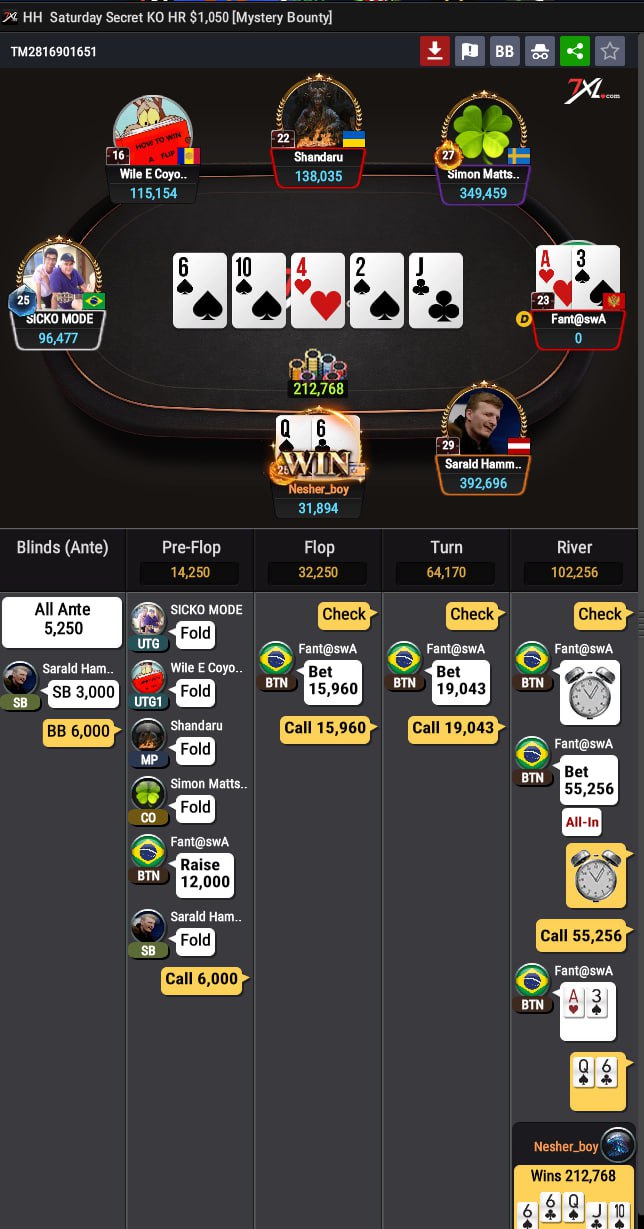 HH Saturday Secret KO HR $1,050 [Mystery Bounty]
TM2816901651
BB
7XL.com
HOW TO WIN
A FLIP
16
Wile E Coyo..
115,154
22
Shandaru
138,035
27
Simon Matts..
349,459
25
SICKO MODE
96,477
6 10 4 2 J
A 3
23
D
Fant@swA
0
212,768
Q 6
WIN
Nesher_boy
31,894
29
Sarald Hamm..
392,696
Blinds (Ante)
Pre-Flop
14,250
Flop
32,250
Turn
64,170
River
102,256
All Ante
5,250
Sarald Ham..
SB
SB 3,000
BB 6,000
SICKO MODE
UTG
Fold
Wile E Coyo..
UTG1
Fold
Shandaru
MP
Fold
Simon Matts..
CO
Fold
Fant@swA
BTN
Raise
12,000
Sarald Ham..
SB
Fold
Call 6,000
Check
Fant@swA
BTN
Bet
15,960
Call 15,960
Check
Fant@swA
BTN
Bet
19,043
Call 19,043
Check
Fant@swA
BTN
Fant@swA
BTN
Bet
55,256
All-In
Call 55,256
Fant@swA
BTN
A 3
Q 6
Nesher_boy
Wins 212,768
6 6 Q J 10